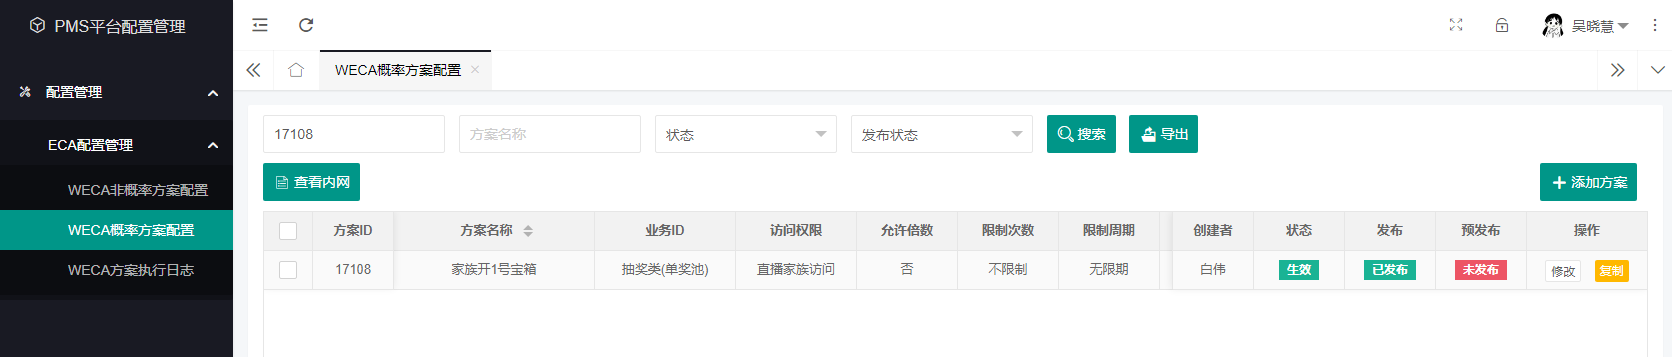 PMS平台配置管理
吴晓慧
WECA概率方案配置
配置管理
ECA配置管理
WECA非概率方案配置
WECA概率方案配置
WECA方案执行日志
17108 方案名称 状态 发布状态 搜索 导出
查看内网 添加方案
方案ID 方案名称 业务ID 访问权限 允许倍数 限制次数 限制周期 创建者 状态 发布 预发布 操作
17108 家族开1号宝箱 抽奖类(单奖池) 直播家族访问 否 不限制 无限期 白伟 生效 已发布 未发布 修改 复制